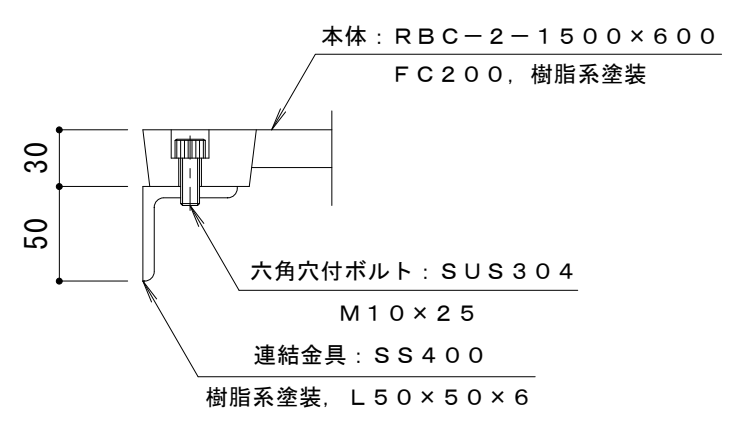 本体：ＲＢＣ－２－１５００×６００
ＦＣ２００，樹脂系塗装
30
50
六角穴付ボルト：ＳＵＳ３０４
Ｍ１０×２５
連結金具：ＳＳ４００
樹脂系塗装，Ｌ５０×５０×６